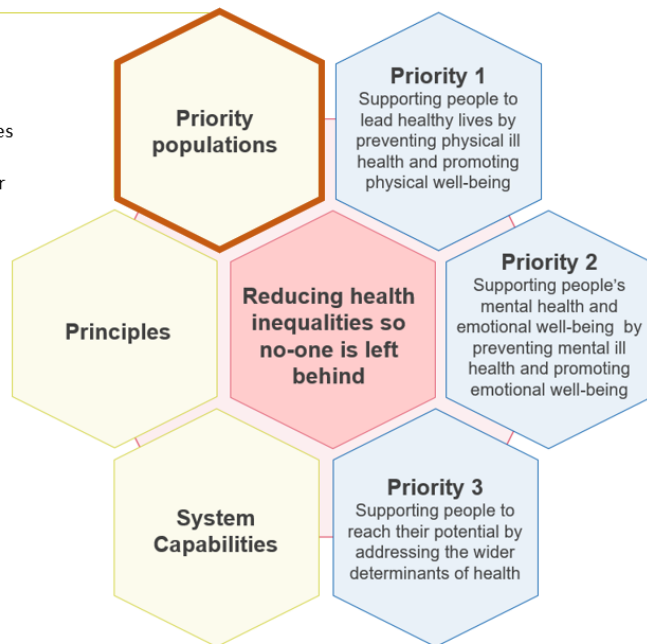 es
r
Priority
populations
Priority 1
Supporting people to
lead healthy lives by
preventing physical ill
health and promoting
physical well-being
Principles
Reducing health
inequalities so
no-one is left
behind
Priority 2
Supporting people's
mental health and
emotional well-being by
preventing mental ill
health and promoting
emotional well-being
System
Capabilities
Priority 3
Supporting people to
reach their potential by
addressing the wider
determinants of health